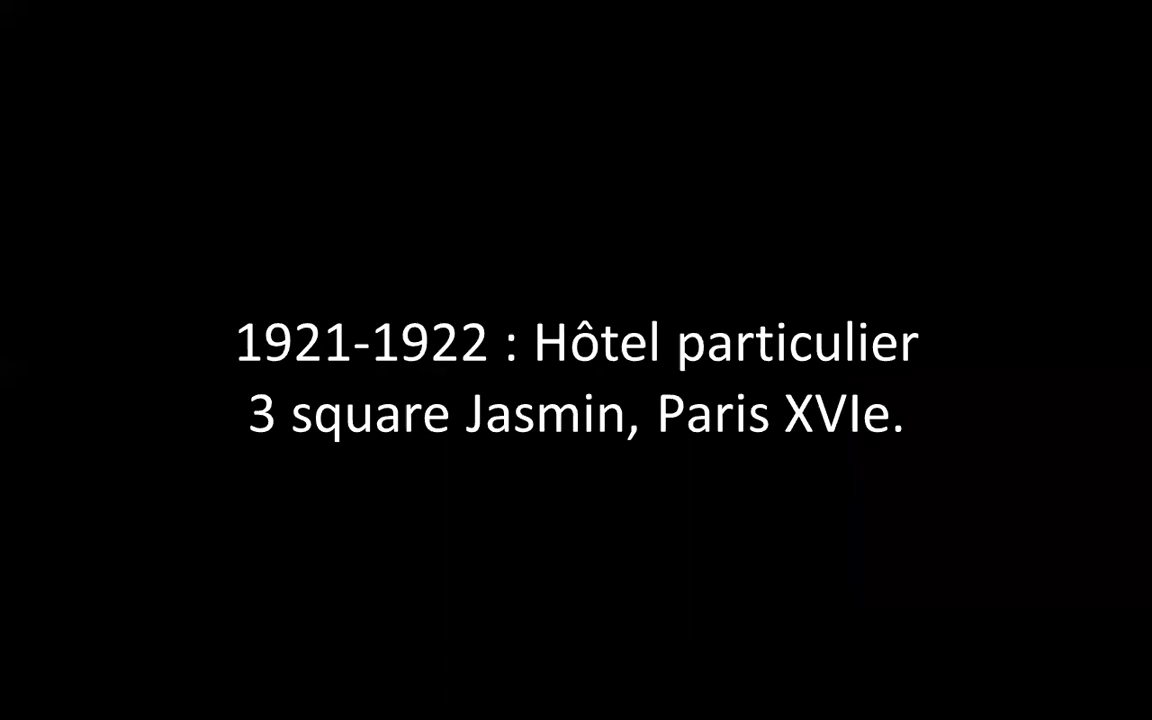 1921-1922 : Hôtel particulier
3 square Jasmin, Paris XVIe.